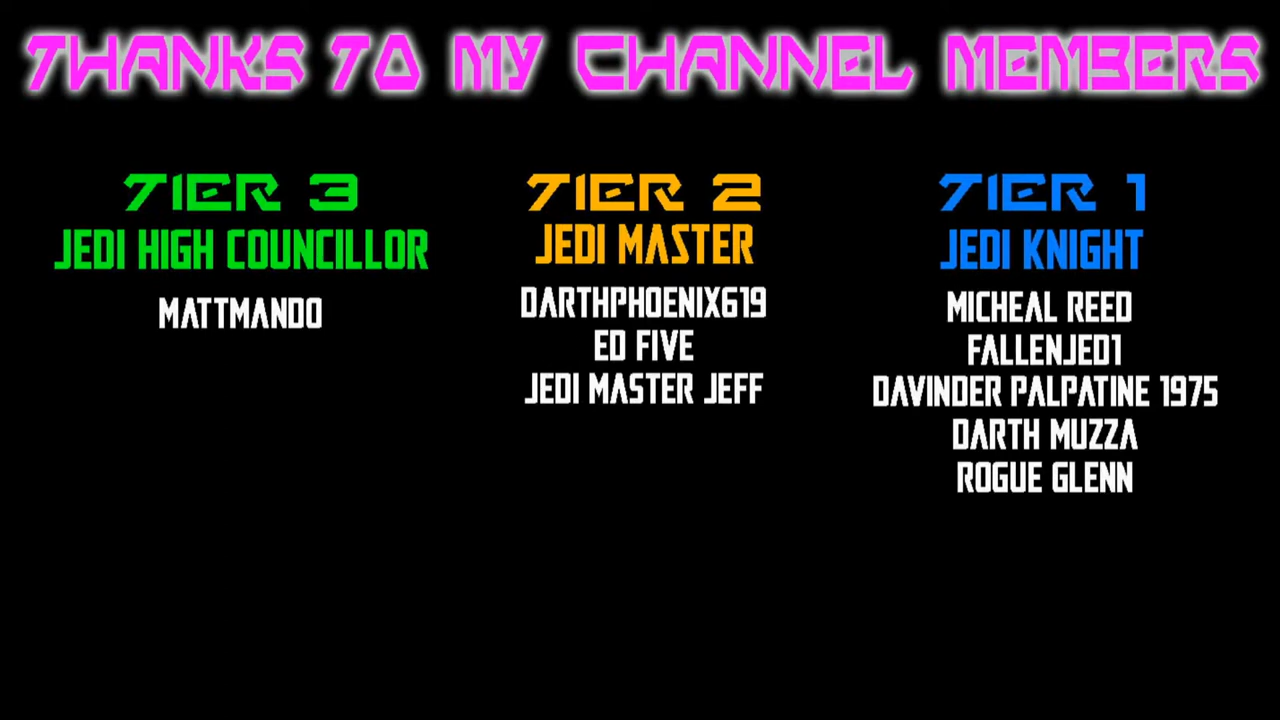 THANKS TO MY CHANNEL MEMBERS
TIER 3
JEDI HIGH COUNCILLOR
MATTMANDO
TIER 2
JEDI MASTER
DARTHPHOENIX619
ED FIVE
JEDI MASTER JEFF
TIER 1
JEDI KNIGHT
MICHEAL REED
FALLENJED1
DAVINDER PALPATINE 1975
DARTH MUZZA
ROGUE GLENN